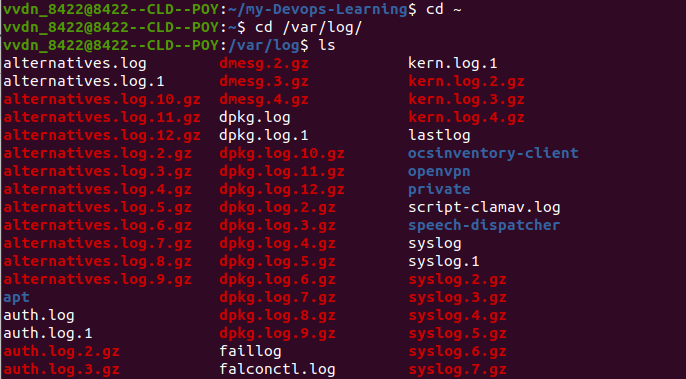 vvdn_8422@8422--CLD--POY:~/my-Devops-Learning$ cd ~
vvdn_8422@8422--CLD--POY:~$ cd /var/log/
vvdn_8422@8422--CLD--POY:/var/log$ ls
alternatives.log dmesg.2.gz kern.log.1
alternatives.log.1 dmesg.3.gz kern.log.2.gz
alternatives.log.10.gz dmesg.4.gz kern.log.3.gz
alternatives.log.11.gz dpkg.log kern.log.4.gz
alternatives.log.12.gz dpkg.log.1 lastlog
alternatives.log.2.gz dpkg.log.10.gz ocsinventory-client
alternatives.log.3.gz dpkg.log.11.gz openvpn
alternatives.log.4.gz dpkg.log.12.gz private
alternatives.log.5.gz dpkg.log.2.gz script-clamav.log
alternatives.log.6.gz dpkg.log.3.gz speech-dispatcher
alternatives.log.7.gz dpkg.log.4.gz syslog
alternatives.log.8.gz dpkg.log.5.gz syslog.1
alternatives.log.9.gz dpkg.log.6.gz syslog.2.gz
apt dpkg.log.7.gz syslog.3.gz
auth.log dpkg.log.8.gz syslog.4.gz
auth.log.1 dpkg.log.9.gz syslog.5.gz
auth.log.2.gz faillog syslog.6.gz
auth.log.3.gz falconctl.log syslog.7.gz